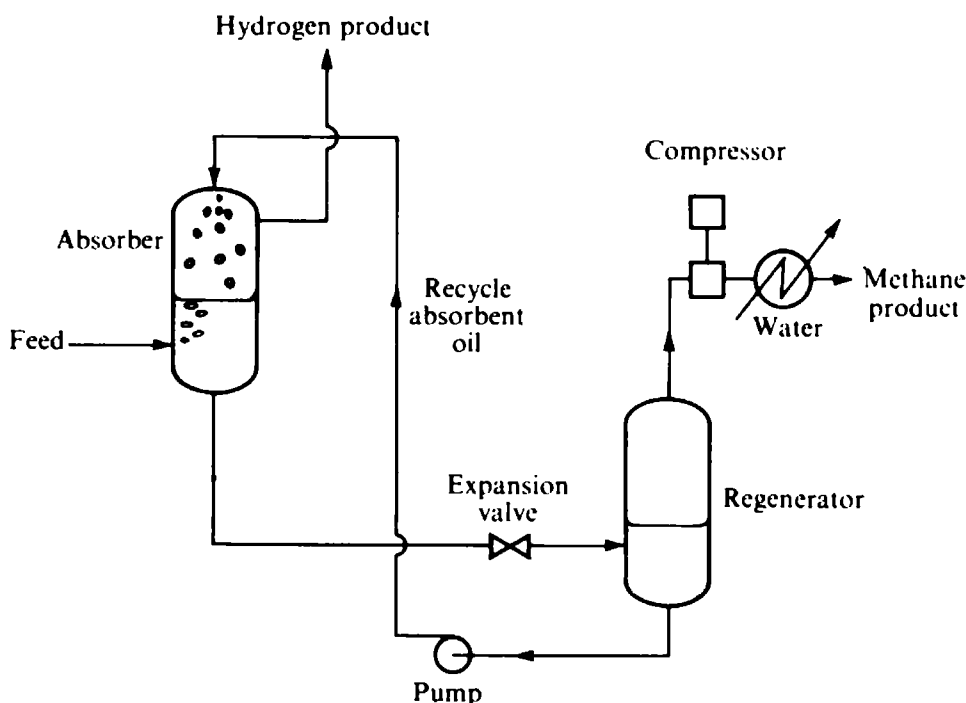 Hydrogen product
Compressor
Absorber
Recycle
absorbent
oil
Methane
product
Water
Feed
Expansion
valve
Regenerator
Pump